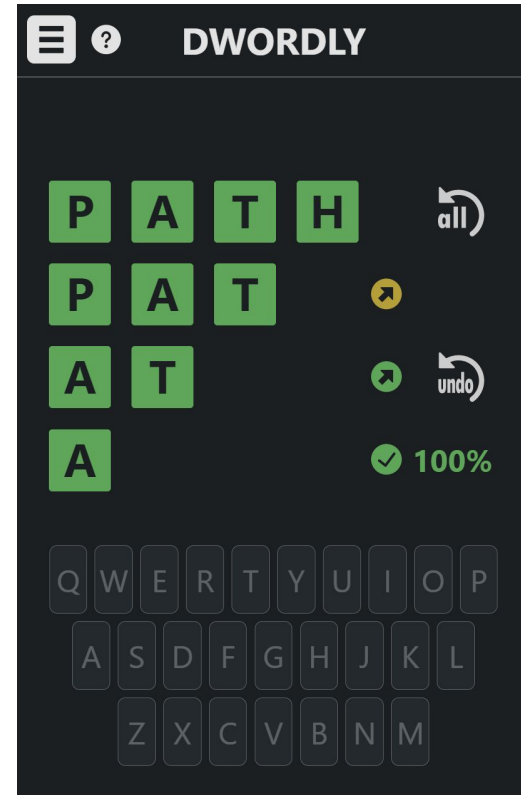 ? DWORDLY
P A T H all
P A T
A T undo
A 100%
Q W E R T Y U I O P
A S D F G H J K L
Z X C V B N M